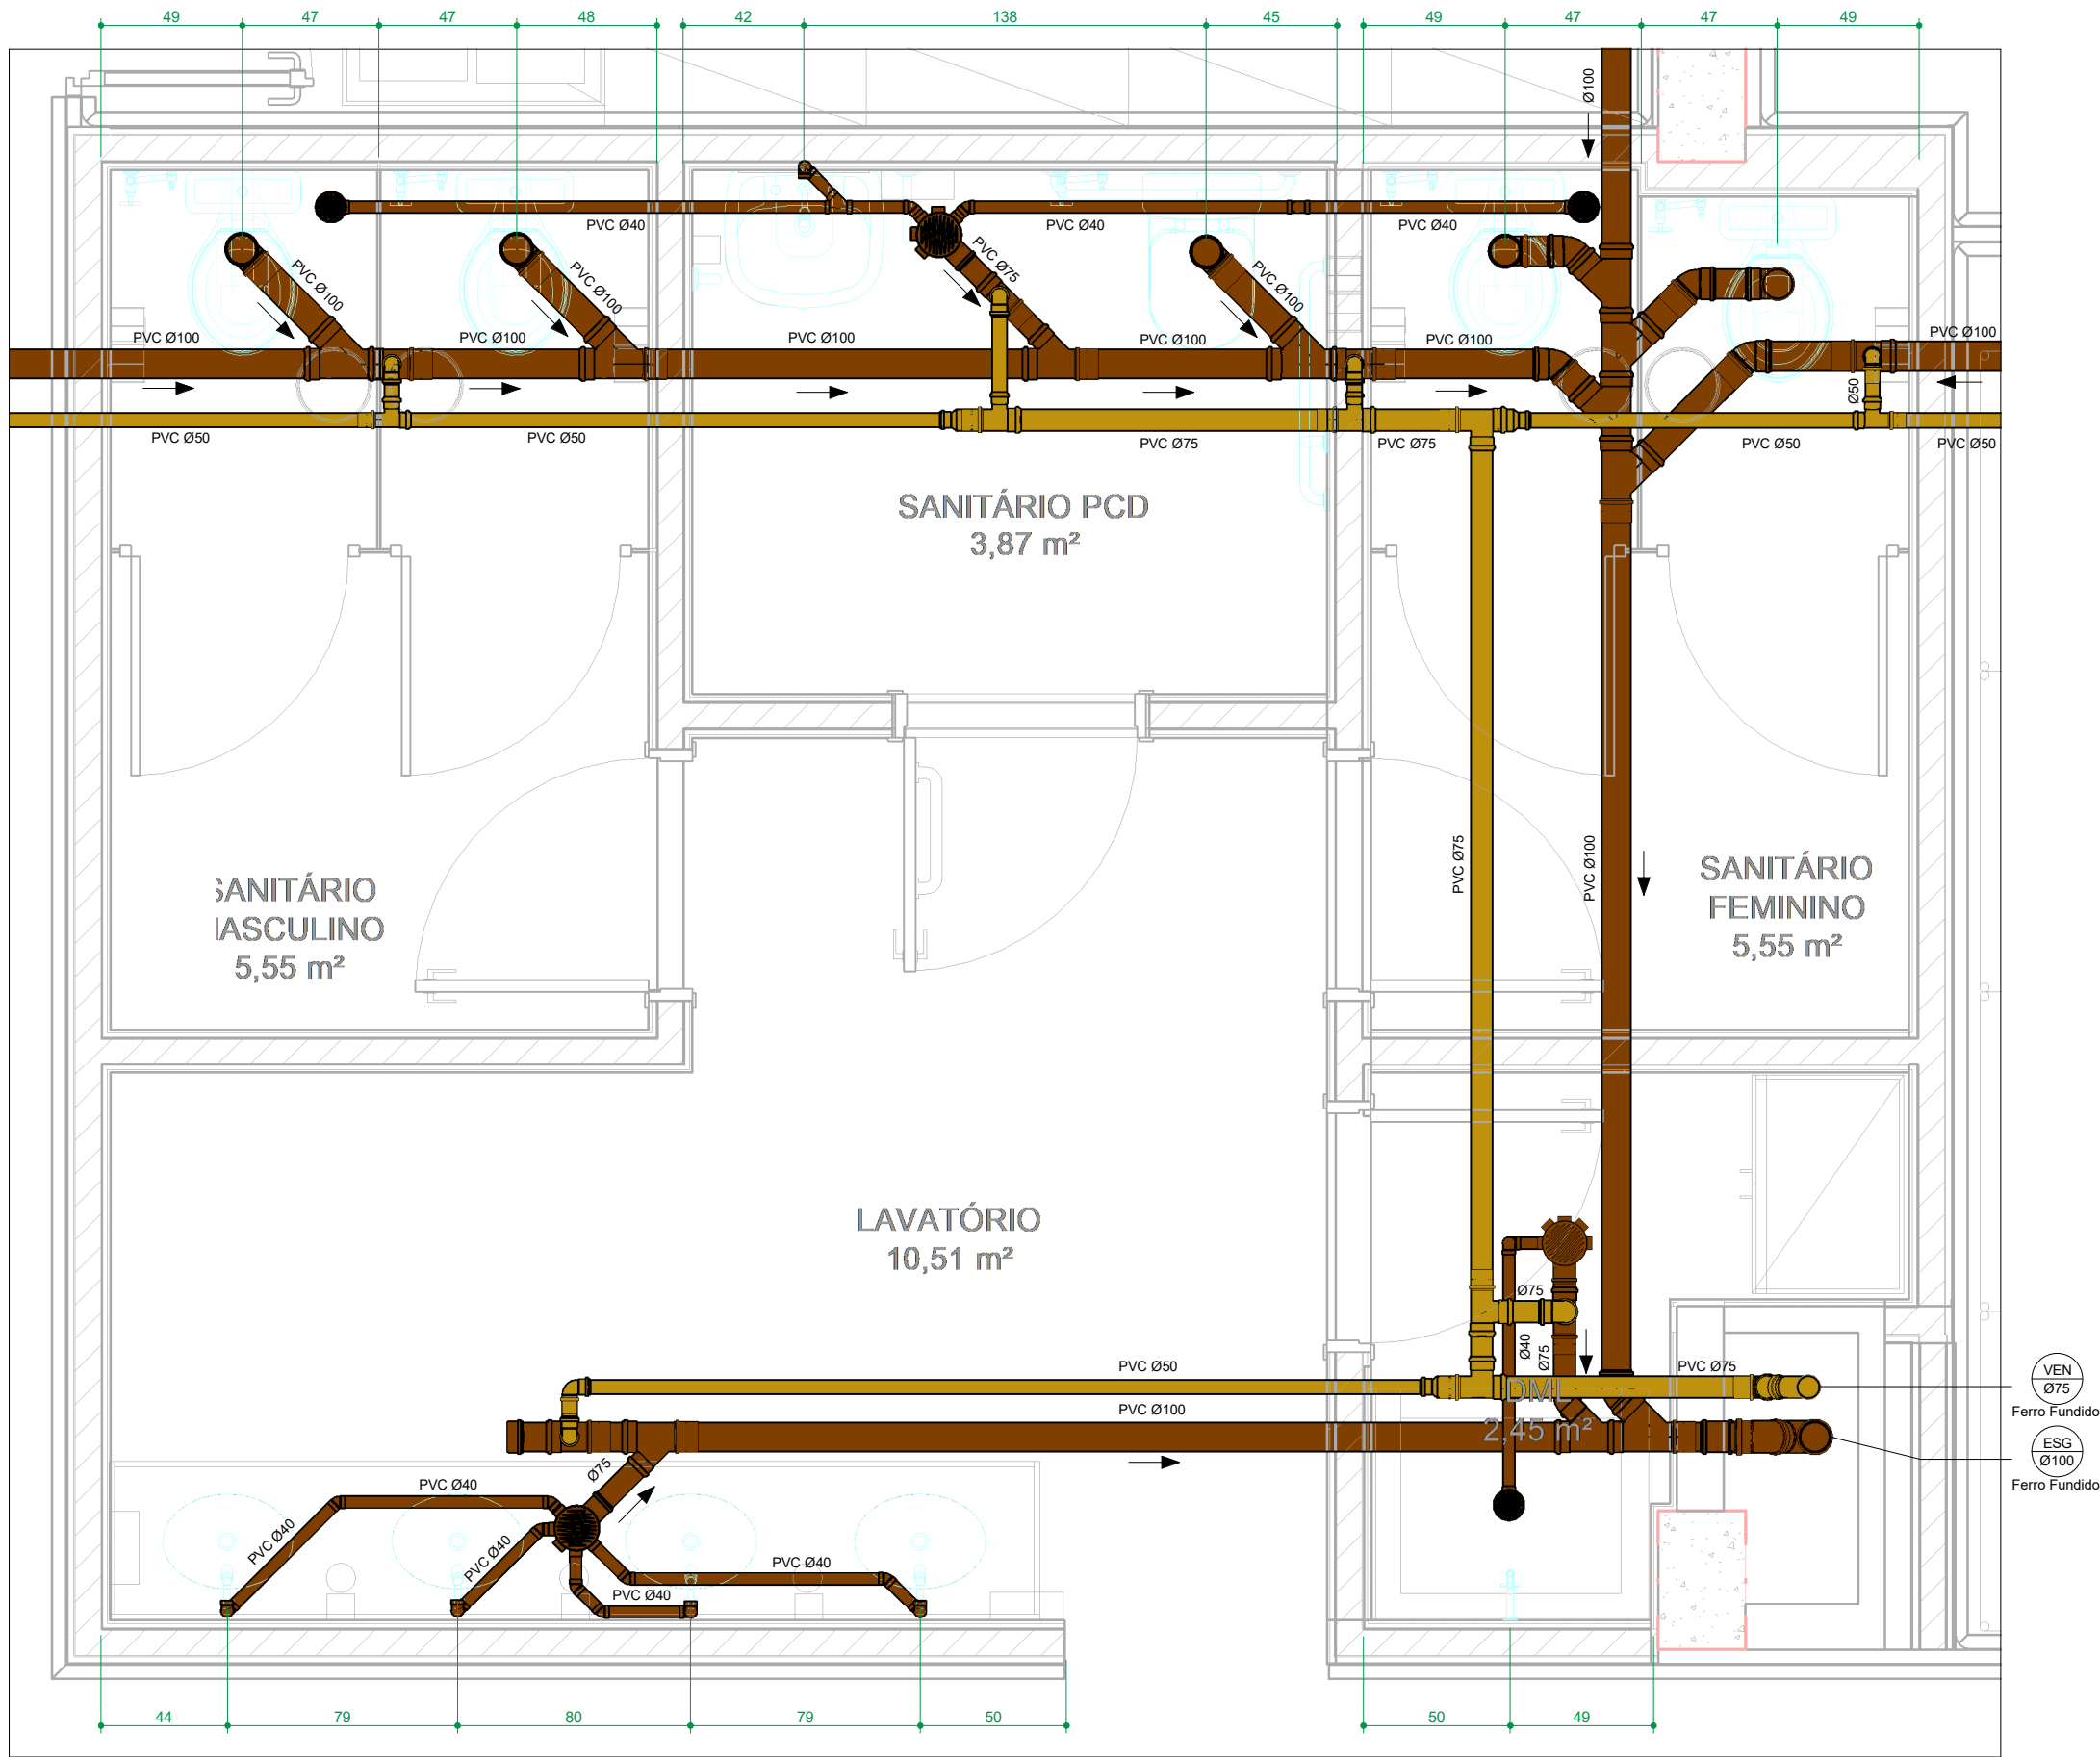 49 47 47 48 42 138 45 49 47 47 49
Ø100
PVC Ø40
PVC Ø40
PVC Ø40
PVC Ø100
PVC Ø100
PVC Ø75
PVC Ø100
PVC Ø100
PVC Ø100
PVC Ø100
PVC Ø100
PVC Ø100
PVC Ø100
Ø50
PVC Ø50
PVC Ø50
PVC Ø75
PVC Ø75
PVC Ø50
PVC Ø50
SANITÁRIO PCD
3,87 m²
PVC Ø75
PVC Ø100
5,55 m²
SANITÁRIO
FEMININO
5,55 m²
LAVATÓRIO
10,51 m²
Ø75
Ø40
Ø75
PVC Ø50
PVC Ø75
VEN
Ø75
Ferro Fundido
DML
2,45 m²
PVC Ø100
ESG
Ø100
Ferro Fundido
Ø75
PVC Ø40
PVC Ø40
PVC Ø40
PVC Ø40
PVC Ø40
44 79 80 79 50 50 49